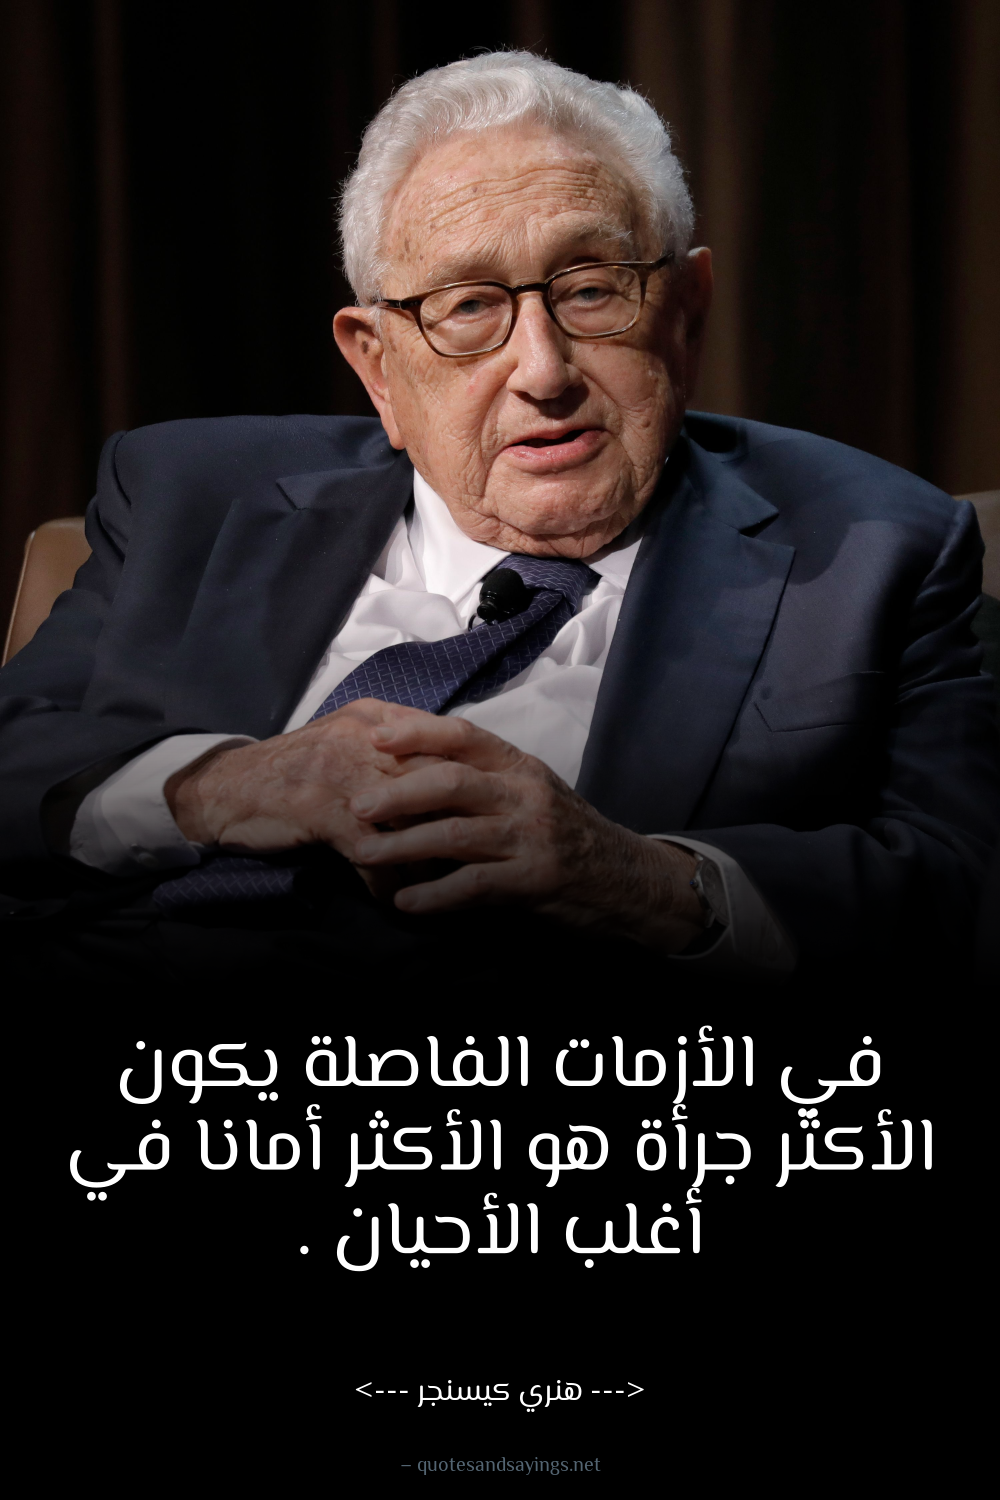 في الأزمات الفاصلة يكون
الأكثر جرأة هو الأكثر أمانا في
أغلب الأحيان .
<--- هنري كيسنجر --->
– quotesandsayings.net